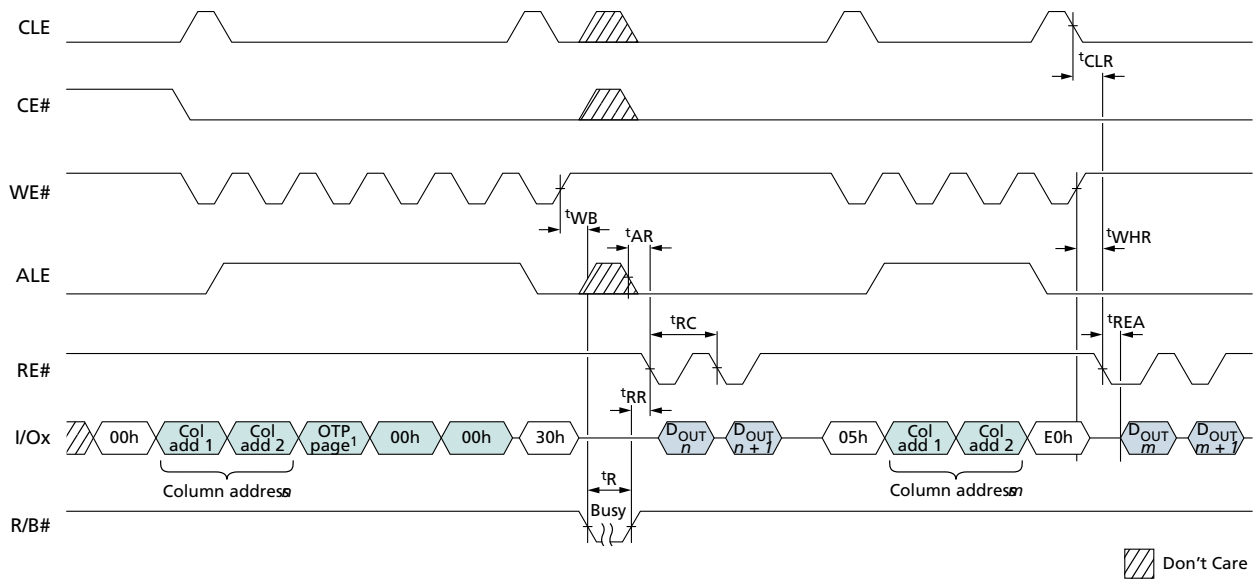 CLE
tCLR
CE#
WE#
tWB
tAR
tWHR
ALE
tRC
tREA
RE#
tRR
I/Ox
00h
Col add 1
Col add 2
OTP page1
00h
00h
30h
DOUT n
DOUT n + 1
05h
Col add 1
Col add 2
E0h
DOUT m
DOUT m + 1
Column address n
tR
Column address m
R/B#
Busy
Don't Care